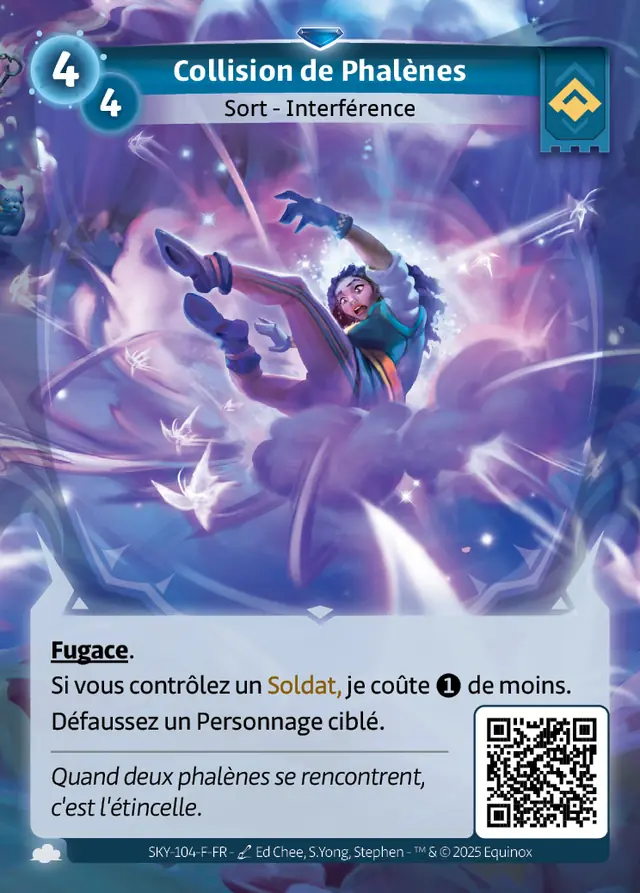 4
4
Collision de Phalènes
Sort - Interférence
Fugace.
Si vous contrôlez un Soldat, je coûte 1 de moins.
Défaussez un Personnage ciblé.
Quand deux phalènes se rencontrent,
c'est l'étincelle.
SKY-104-F-FR - Ed Chee, S.Yong, Stephen - ™ & © 2025 Equinox